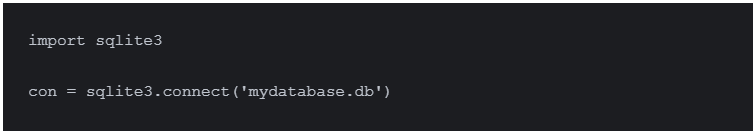 import sqlite3
con = sqlite3.connect('mydatabase.db')